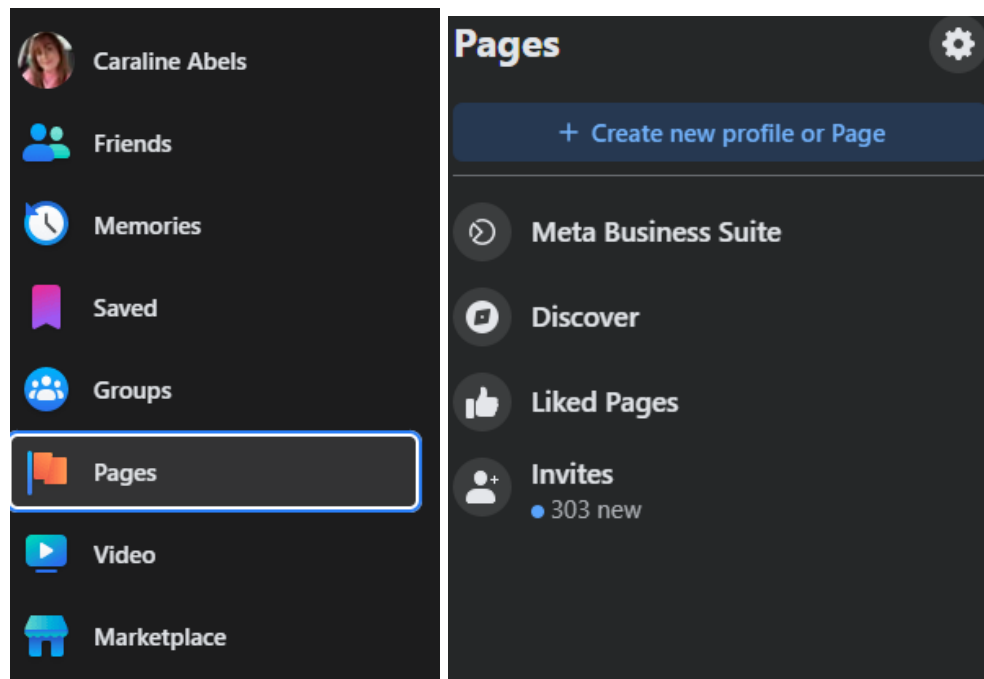 Caraline Abels
Friends
Memories
Saved
Groups
Pages
Video
Marketplace
Pages
+ Create new profile or Page
Meta Business Suite
Discover
Liked Pages
Invites
303 new